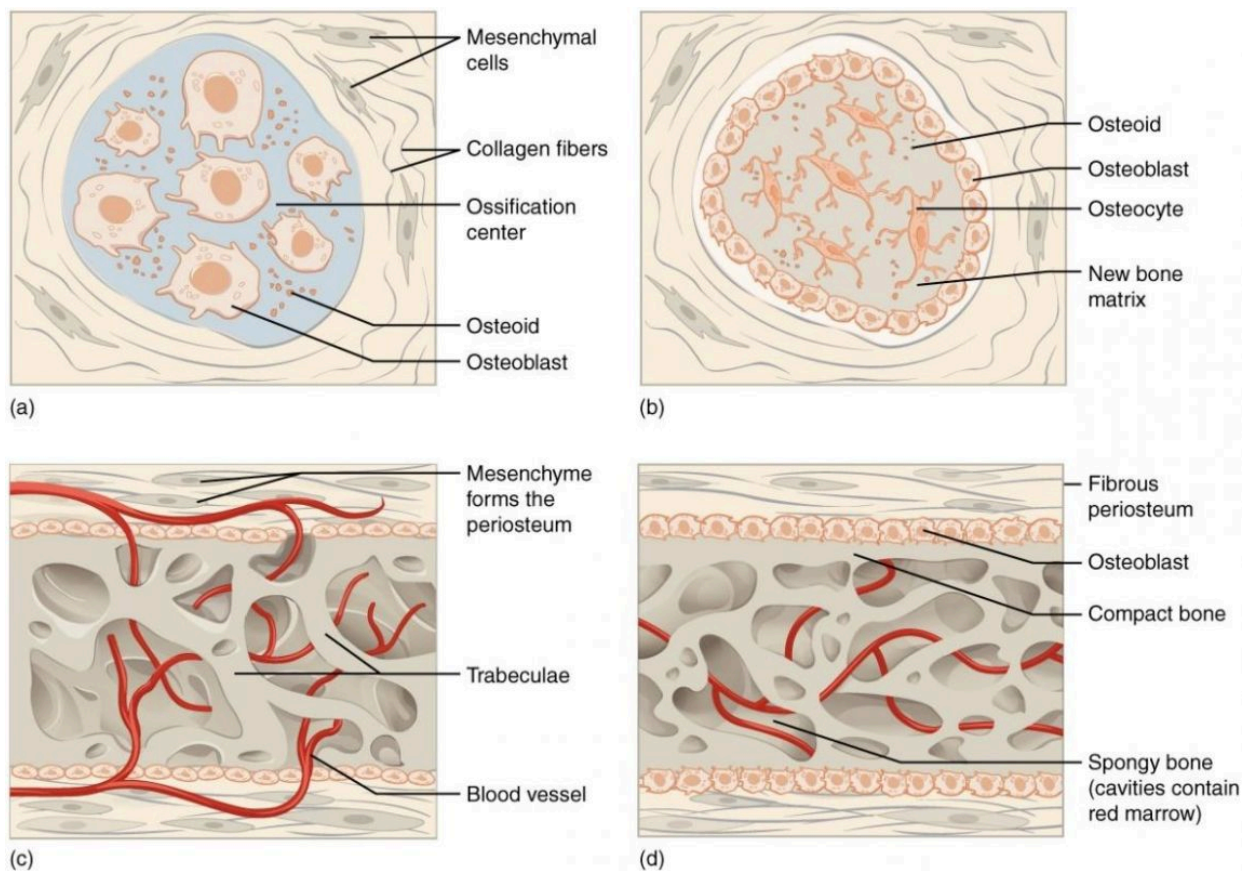 Mesenchymal
cells
Collagen fibers
Ossification
center
Osteoid
Osteoblast
(a)
Osteoid
Osteoblast
Osteocyte
New bone
matrix
(b)
Mesenchyme
forms the
periosteum
Trabeculae
Blood vessel
(c)
Fibrous
periosteum
Osteoblast
Compact bone
Spongy bone
(cavities contain
red marrow)
(d)